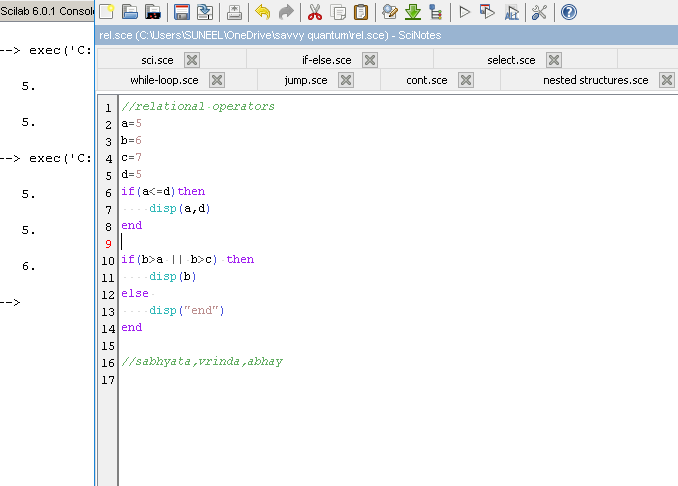 Scilab 6.0.1 Console
rel.sce (C:\Users\SUNEEL\OneDrive\savvy quantum\rel.sce) - SciNotes
sci.sce
if-else.sce
select.sce
while-loop.sce
jump.sce
cont.sce
nested structures.sce
--> exec('C:
5.
5.
--> exec('C:
5.
5.
6.
-->
1 //relational operators
2 a=5
3 b=6
4 c=7
5 d=5
6 if(a<=d)then
7     disp(a,d)
8 end
9
10 if(b>a || b>c) then
11     disp(b)
12 else
13     disp("end")
14 end
15
16 //sabhyata,vrinda,abhay
17